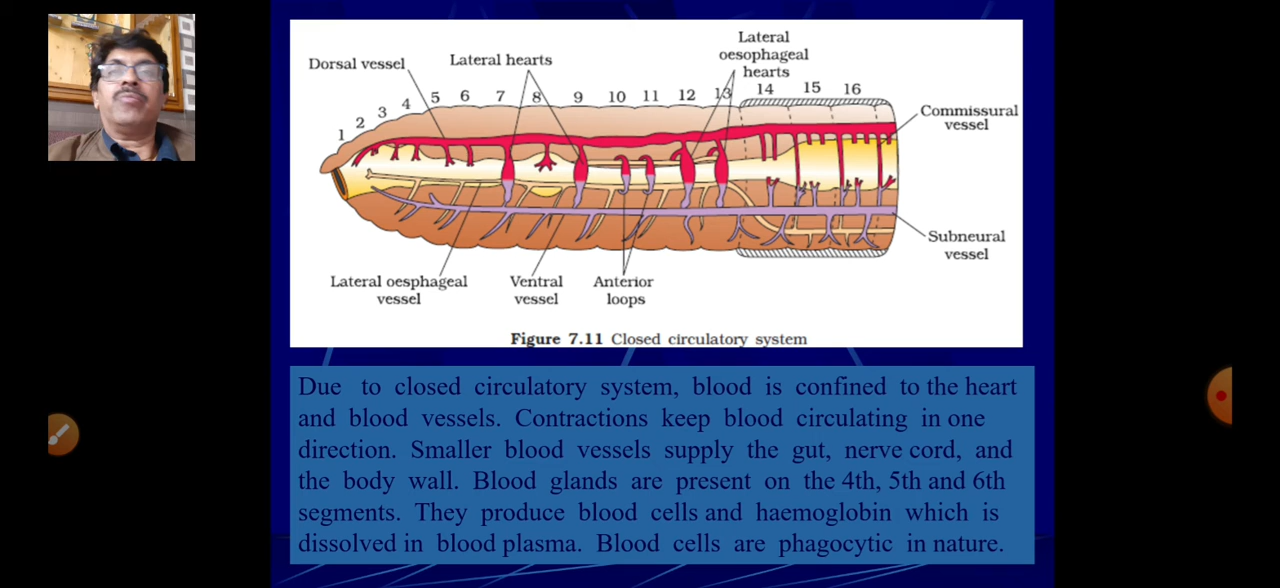 Lateral
oesophageal
hearts
Dorsal vessel
Lateral hearts
1 2 3 4 5 6 7 8 9 10 11 12 13 14 15 16
Commissural
vessel
Subneural
vessel
Lateral oesphageal
vessel
Ventral
vessel
Anterior
loops
Figure 7.11 Closed circulatory system
Due to closed circulatory system, blood is confined to the heart
and blood vessels. Contractions keep blood circulating in one
direction. Smaller blood vessels supply the gut, nerve cord, and
the body wall. Blood glands are present on the 4th, 5th and 6th
segments. They produce blood cells and haemoglobin which is
dissolved in blood plasma. Blood cells are phagocytic in nature.